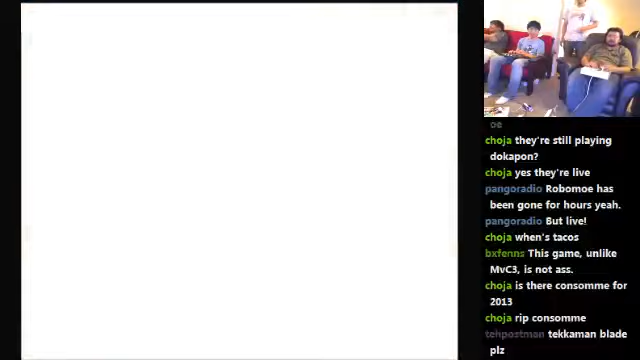 oe
choja they're still playing
dokapon?
choja yes they're live
pangoradio Robomoe has
been gone for hours yeah.
pangoradio But live!
choja when's tacos
bxfenns This game, unlike
MvC3, is not ass.
choja is there consomme for
2013
choja rip consomme
tehpostman tekkaman blade
plz